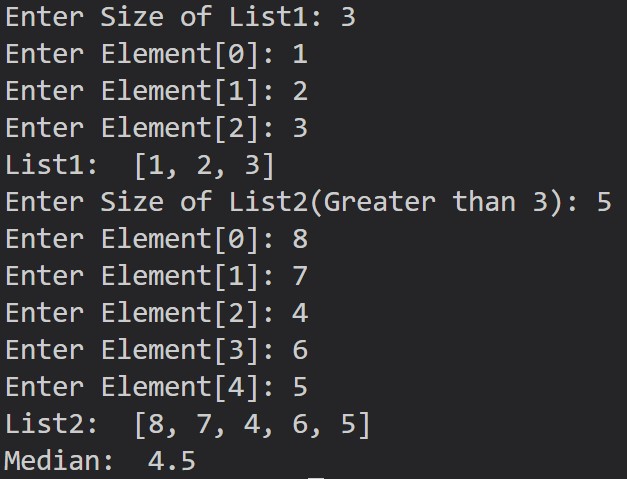 Enter Size of List1: 3
Enter Element[0]: 1
Enter Element[1]: 2
Enter Element[2]: 3
List1:  [1, 2, 3]
Enter Size of List2(Greater than 3): 5
Enter Element[0]: 8
Enter Element[1]: 7
Enter Element[2]: 4
Enter Element[3]: 6
Enter Element[4]: 5
List2:  [8, 7, 4, 6, 5]
Median:  4.5